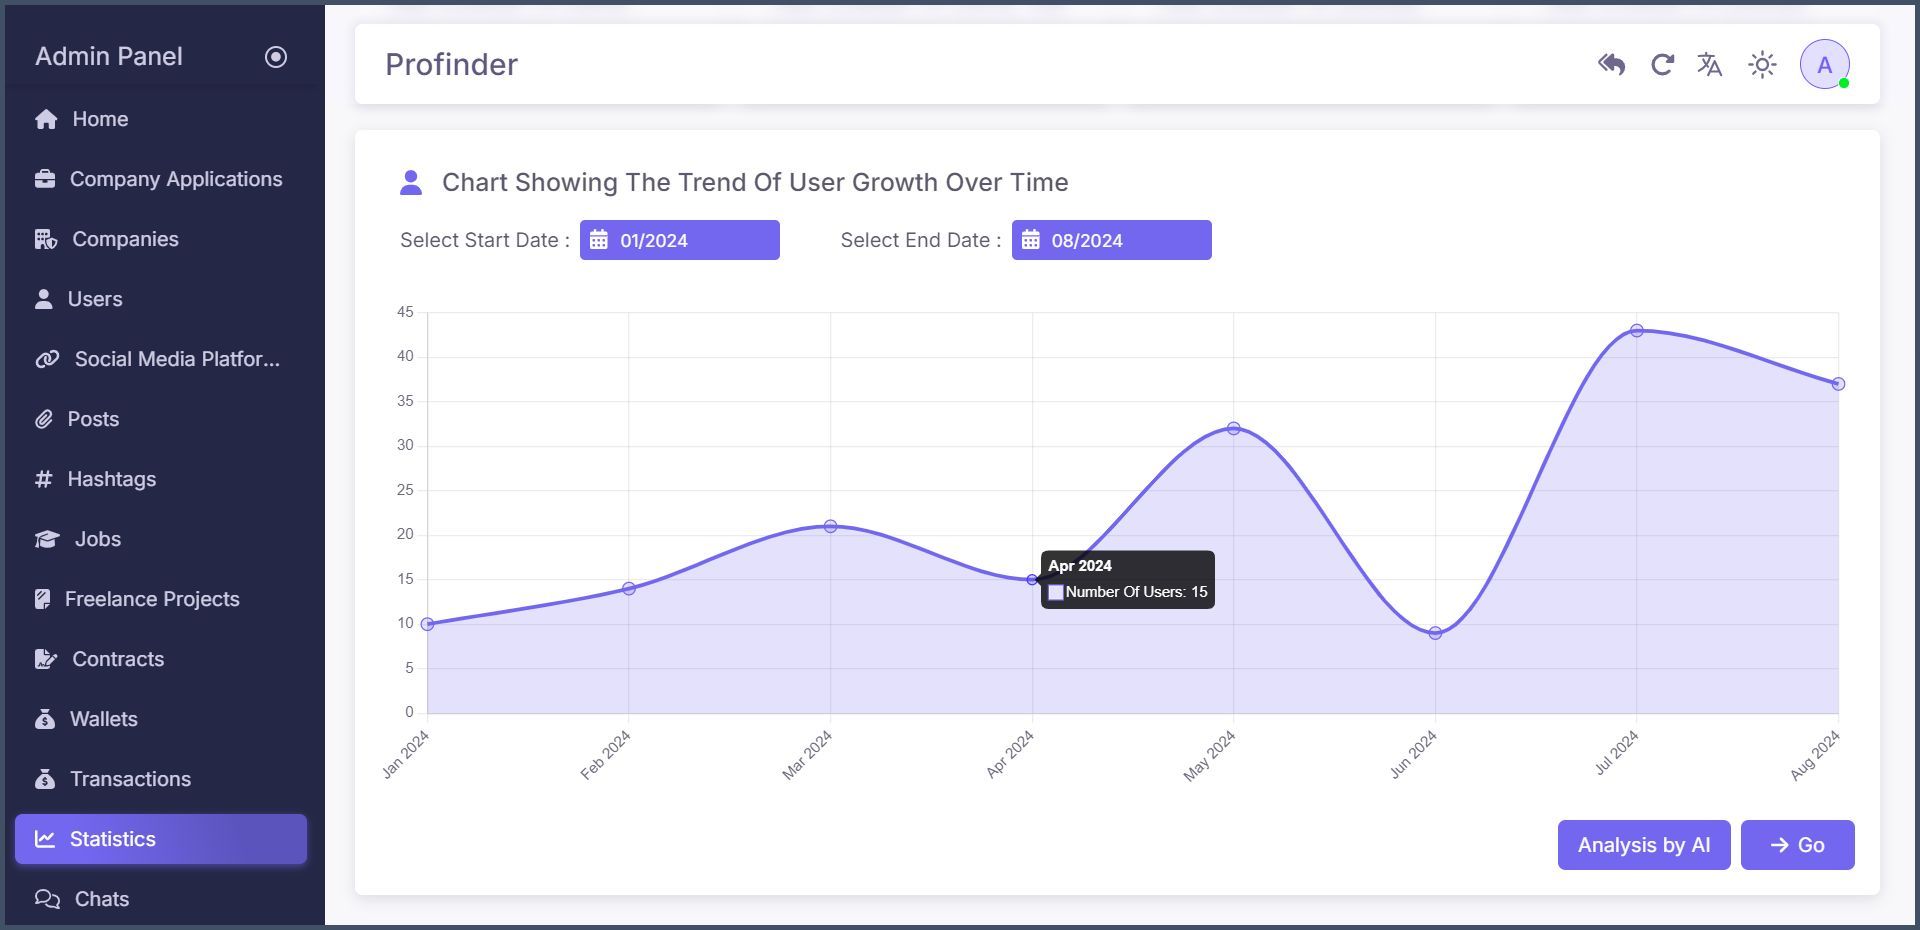 Admin Panel
Home
Company Applications
Companies
Users
Social Media Platfor...
Posts
Hashtags
Jobs
Freelance Projects
Contracts
Wallets
Transactions
Statistics
Chats
Profinder
A
Chart Showing The Trend Of User Growth Over Time
Select Start Date : 01/2024 Select End Date : 08/2024
45
40
35
30
25
20
15
10
5
0
Apr 2024
Number Of Users: 15
Jan 2024 Feb 2024 Mar 2024 Apr 2024 May 2024 Jun 2024 Jul 2024 Aug 2024
Analysis by AI Go